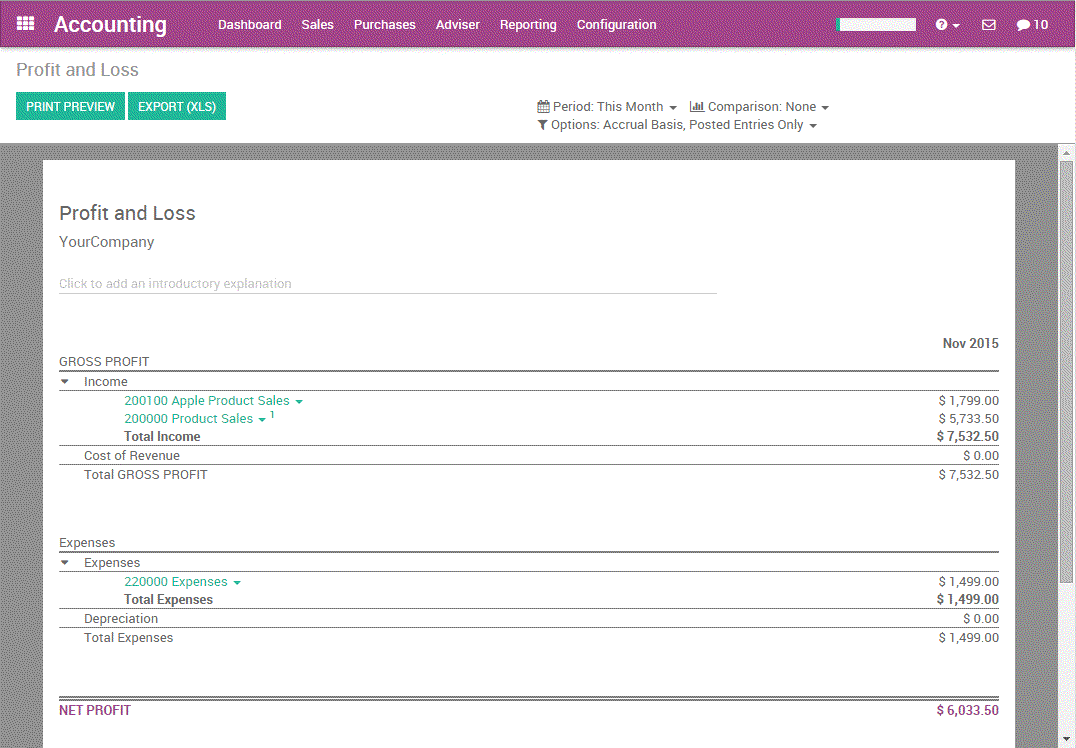 Accounting Dashboard Sales Purchases Adviser Reporting Configuration 10
Profit and Loss
PRINT PREVIEW EXPORT (XLS)
Period: This Month Comparison: None
Options: Accrual Basis, Posted Entries Only
Profit and Loss
YourCompany
Click to add an introductory explanation
Nov 2015
GROSS PROFIT
Income
200100 Apple Product Sales $ 1,799.00
200000 Product Sales 1 $ 5,733.50
Total Income $ 7,532.50
Cost of Revenue $ 0.00
Total GROSS PROFIT $ 7,532.50
Expenses
Expenses
220000 Expenses $ 1,499.00
Total Expenses $ 1,499.00
Depreciation $ 0.00
Total Expenses $ 1,499.00
NET PROFIT $ 6,033.50